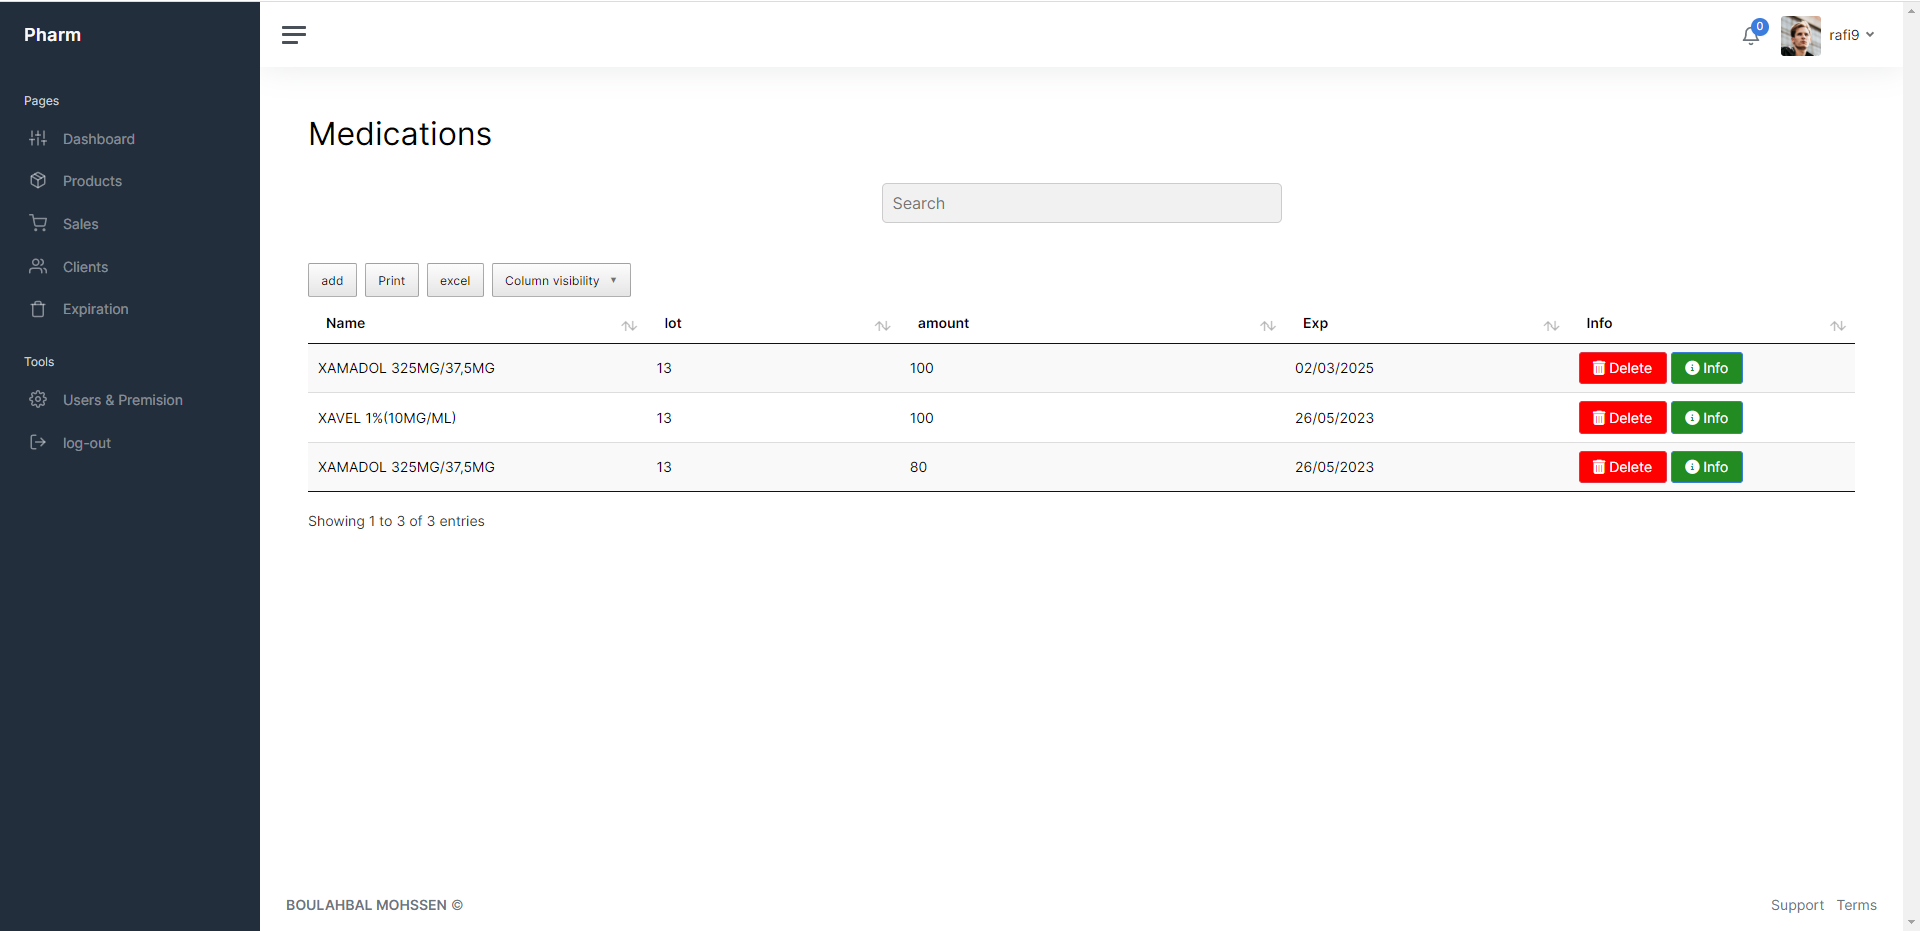 Pharm
0
rafi9
Pages
Dashboard
Products
Sales
Clients
Expiration
Tools
Users & Premision
log-out
Medications
Search
add Print excel Column visibility
Name lot amount Exp Info
XAMADOL 325MG/37,5MG 13 100 02/03/2025 Delete Info
XAVEL 1%(10MG/ML) 13 100 26/05/2023 Delete Info
XAMADOL 325MG/37,5MG 13 80 26/05/2023 Delete Info
Showing 1 to 3 of 3 entries
BOULAHBAL MOHSSEN ©
Support Terms